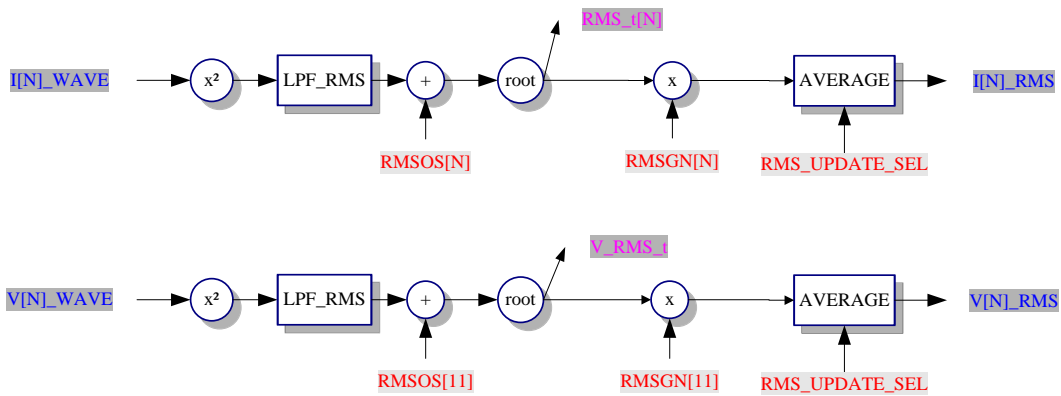 RMS_t[N]
I[N]_WAVE
x²
LPF_RMS
+
root
x
AVERAGE
I[N]_RMS
RMSOS[N]
RMSGN[N]
RMS_UPDATE_SEL
V_RMS_t
V[N]_WAVE
x²
LPF_RMS
+
root
x
AVERAGE
V[N]_RMS
RMSOS[11]
RMSGN[11]
RMS_UPDATE_SEL